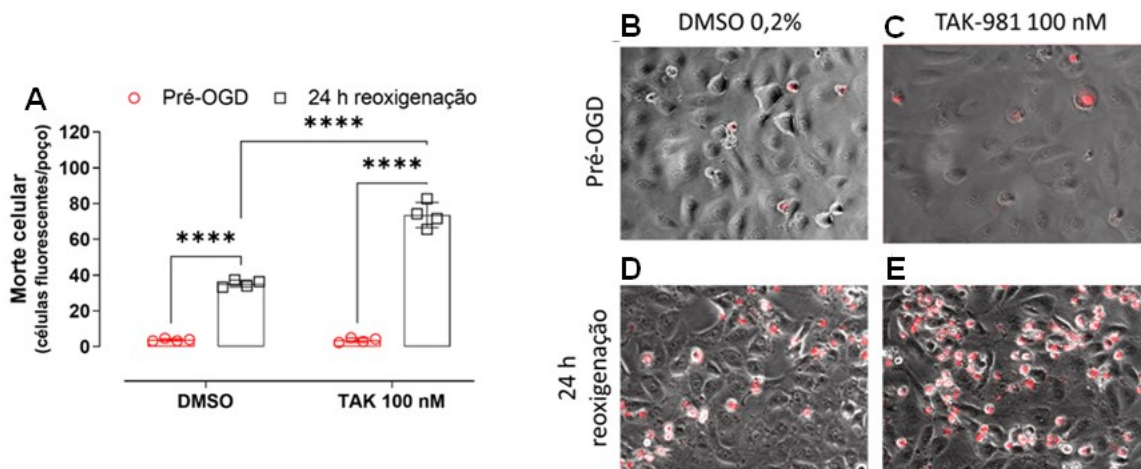 A
Pré-OGD
24 h reoxigenação
****
****
****
Morte celular
(células fluorescentes/poço)
120
100
80
60
40
20
0
DMSO
TAK 100 nM
B
DMSO 0,2%
C
TAK-981 100 nM
Pré-OGD
D
E
24 h
reoxigenação